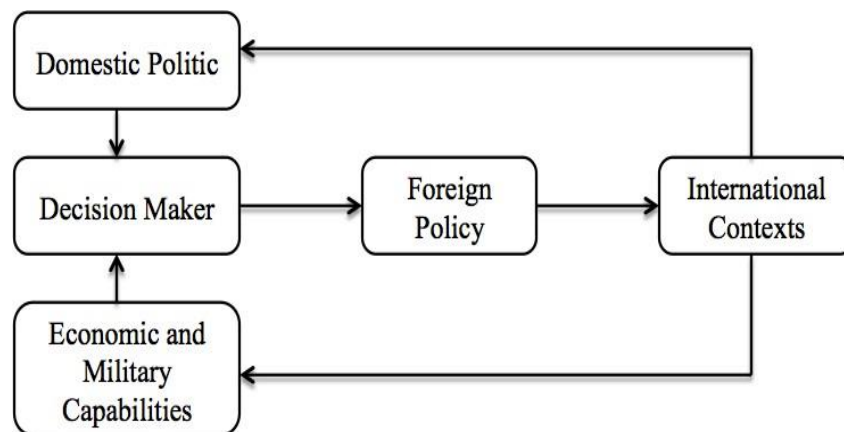 Domestic Politic
Decision Maker
Foreign
Policy
International
Contexts
Economic and
Military
Capabilities